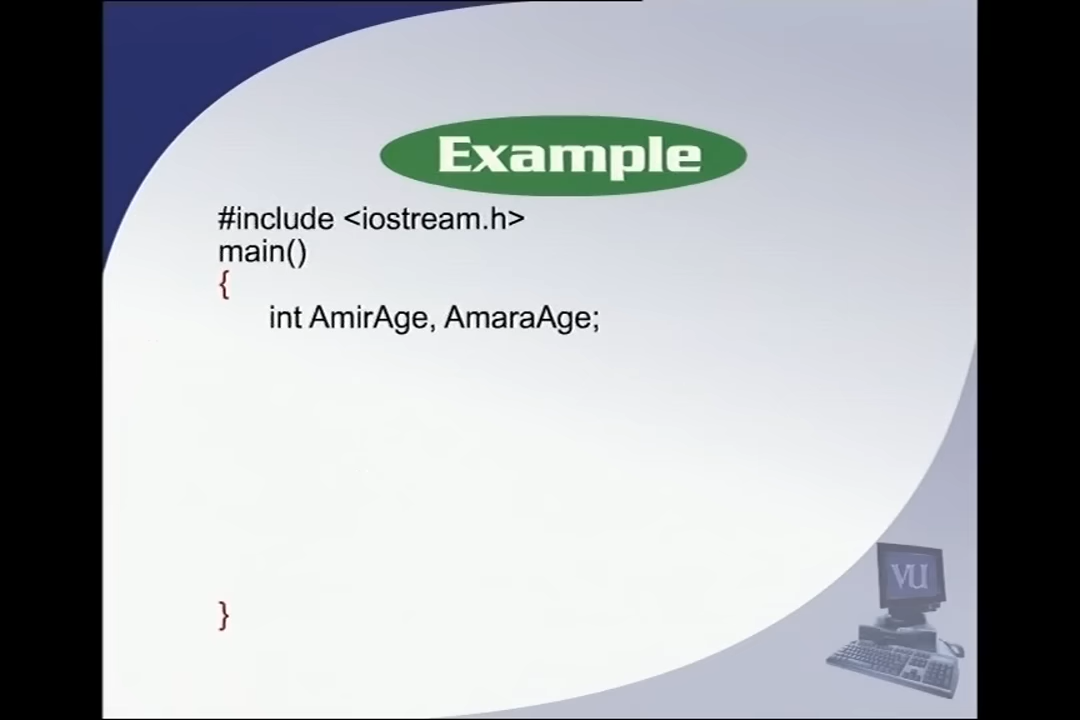 Example
#include <iostream.h>
main()
{
int AmirAge, AmaraAge;
}
VU